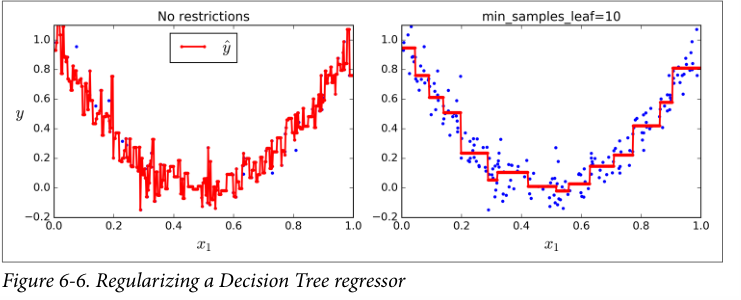 No restrictions
min_samples_leaf=10
1.0
0.8
0.6
0.4
0.2
0.0
−0.2
y
ŷ
0.0 0.2 0.4 0.6 0.8 1.0
x₁
1.0
0.8
0.6
0.4
0.2
0.0
−0.2
0.0 0.2 0.4 0.6 0.8 1.0
x₁
Figure 6-6. Regularizing a Decision Tree regressor